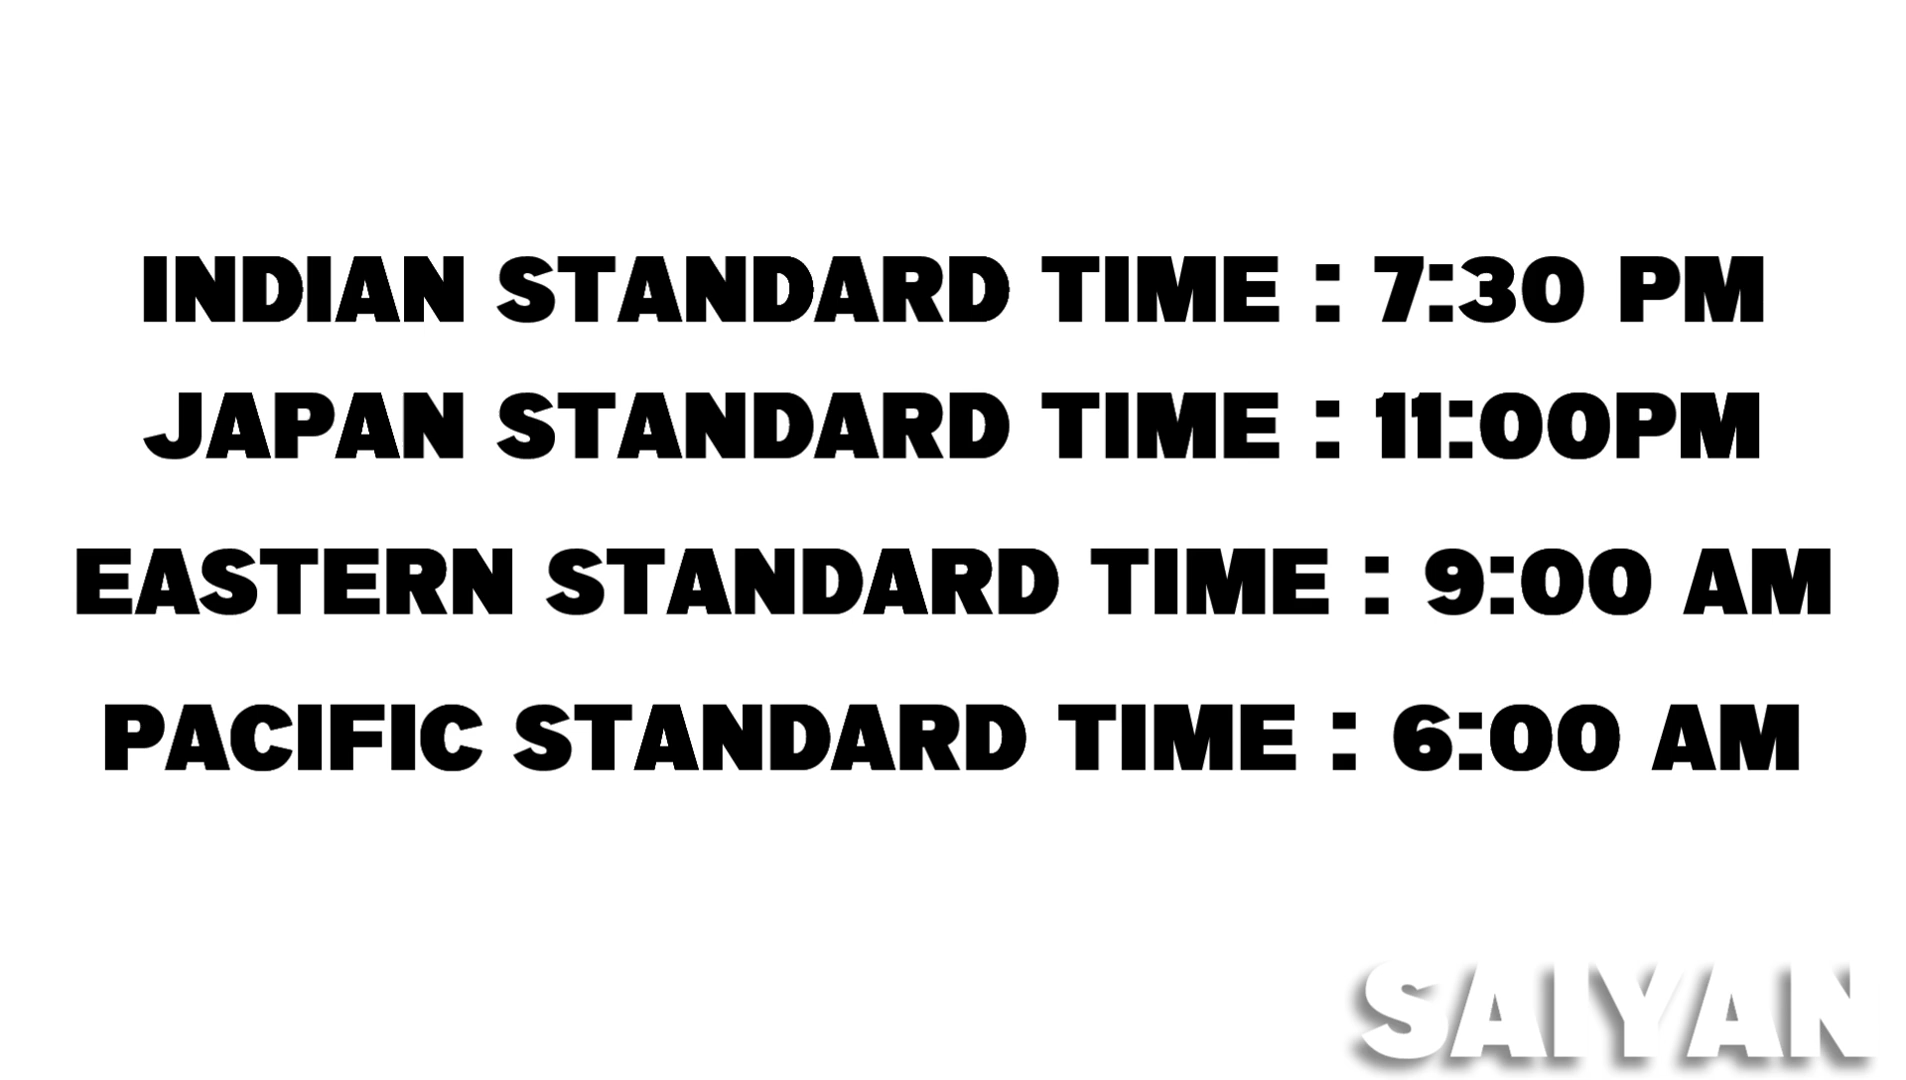 INDIAN STANDARD TIME : 7:30 PM
JAPAN STANDARD TIME : 11:00PM
EASTERN STANDARD TIME : 9:00 AM
PACIFIC STANDARD TIME : 6:00 AM
SAIYAN